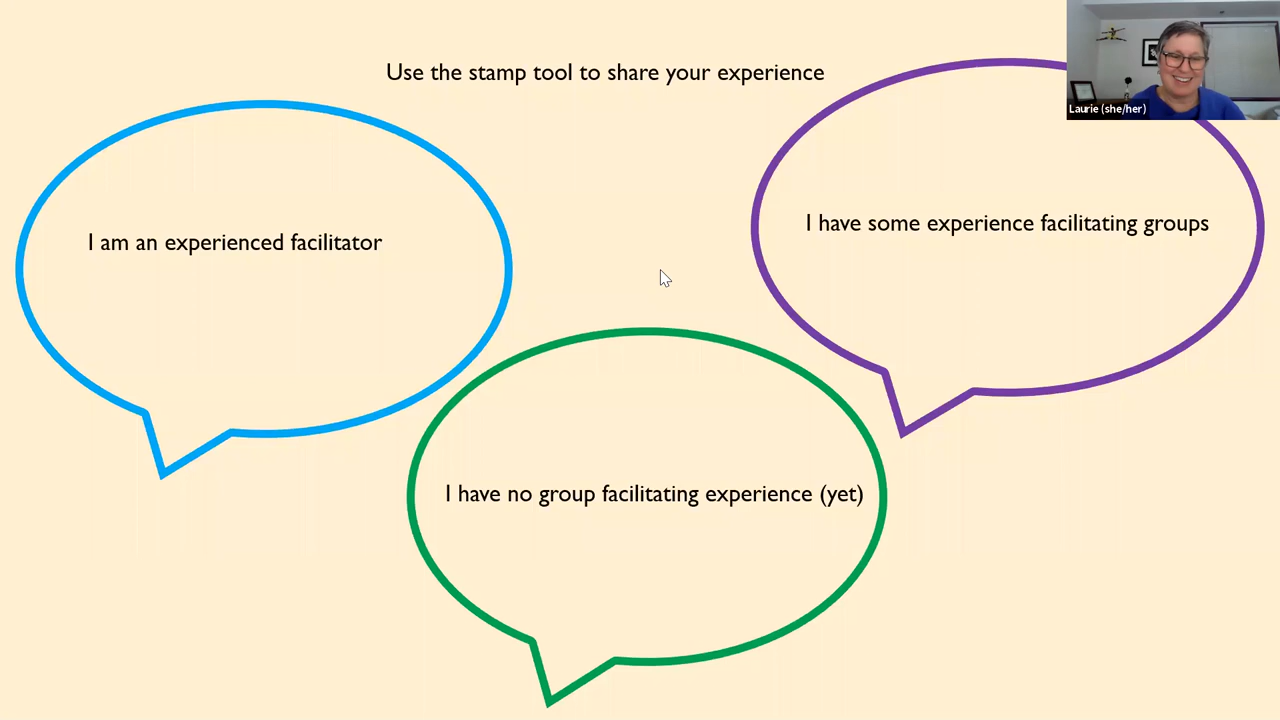 Use the stamp tool to share your experience
Laurie (she/her)
I am an experienced facilitator
I have some experience facilitating groups
I have no group facilitating experience (yet)